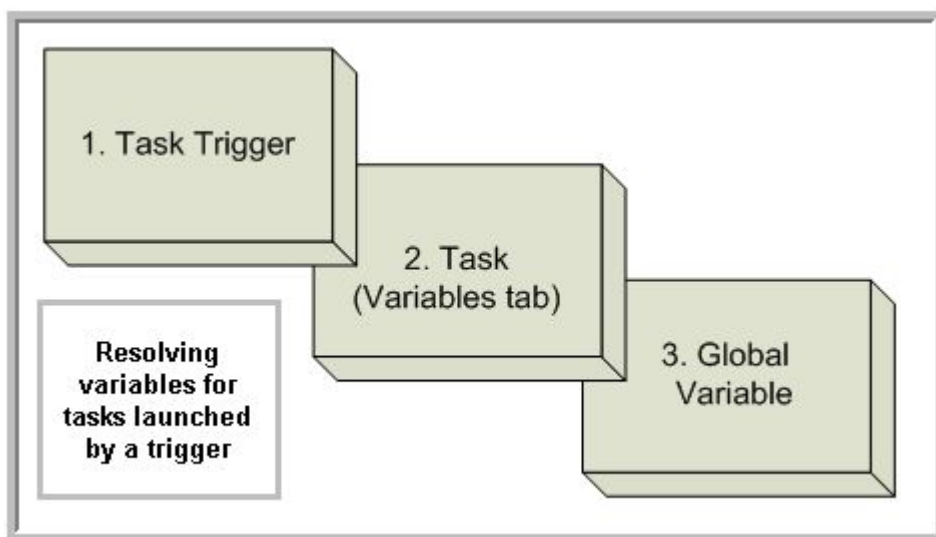 1. Task Trigger
2. Task
(Variables tab)
3. Global
Variable
Resolving
variables for
tasks launched
by a trigger